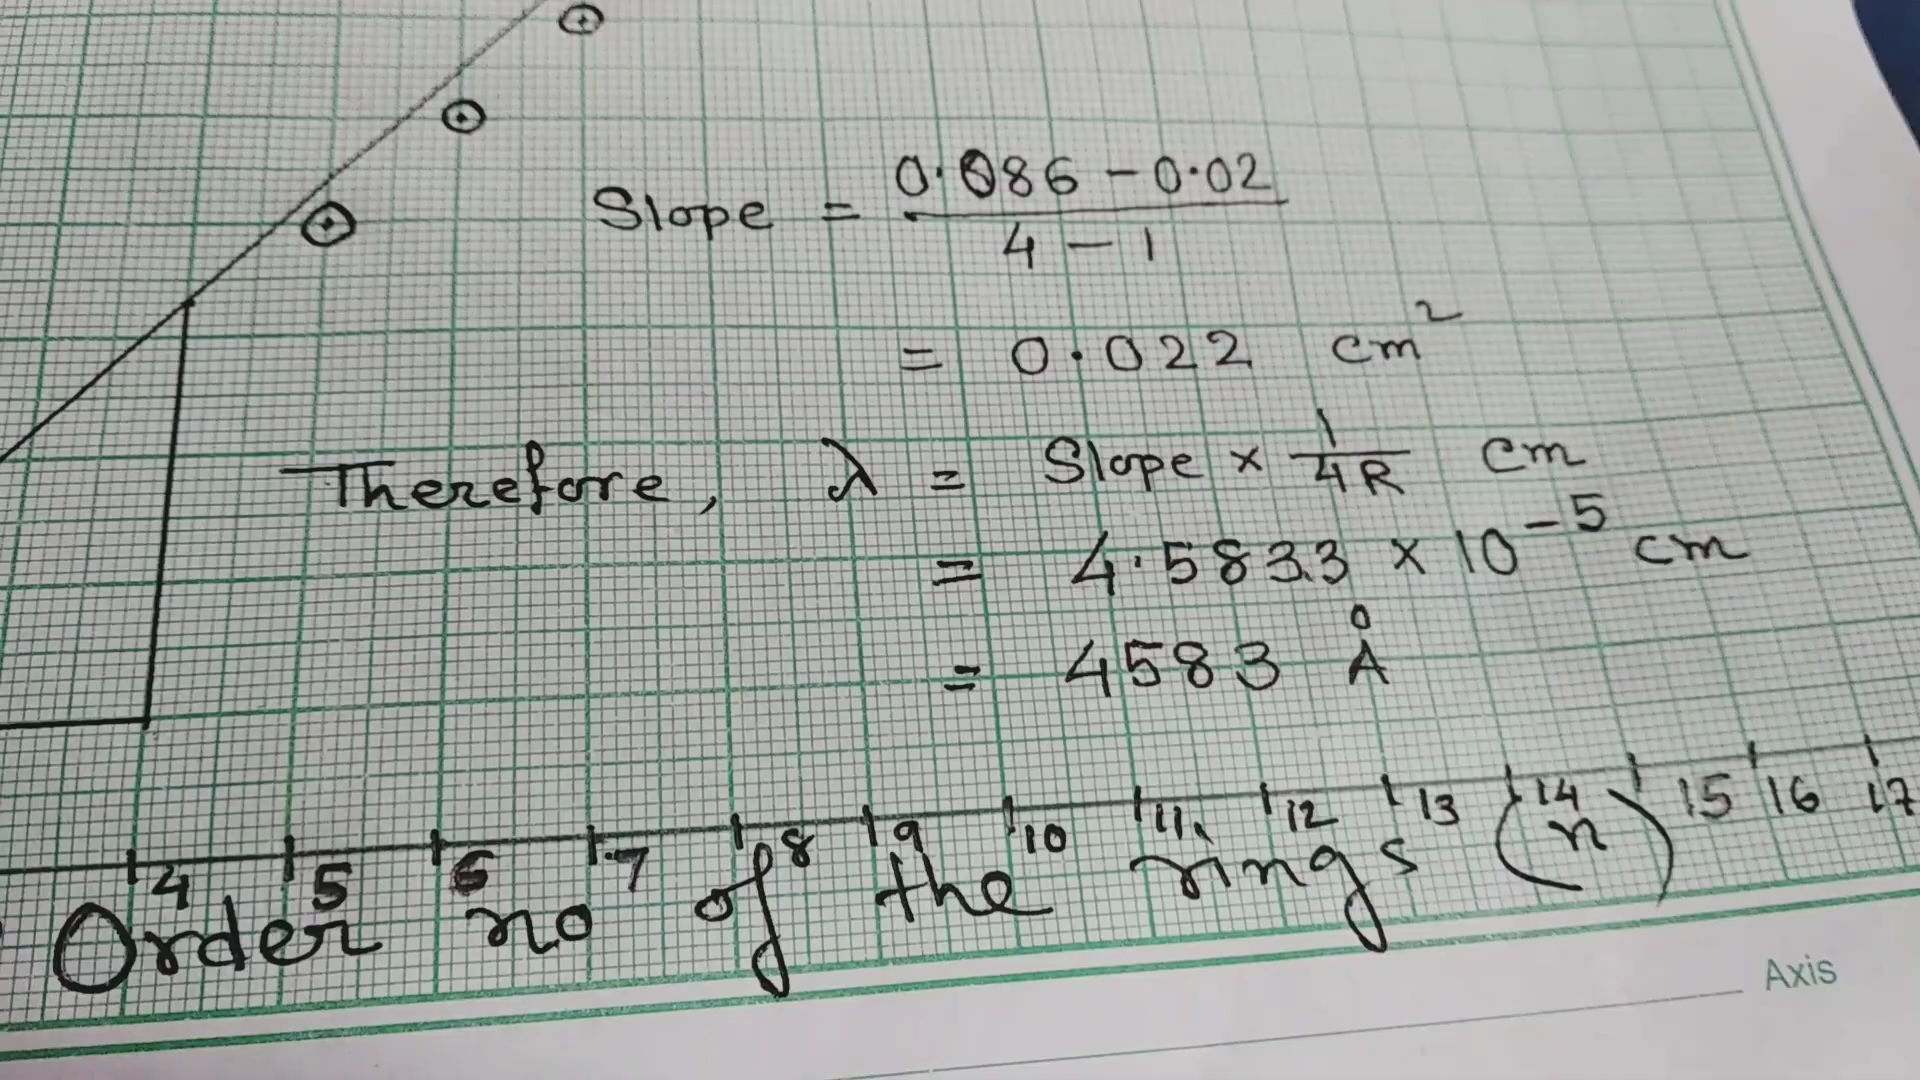 Slope = 0.086 - 0.02 / 4 - 1
= 0.022 cm²
Therefore, λ = Slope × 1/4R cm
= 4.5833 × 10⁻⁵ cm
= 4583 Å
4 5 6 7 8 9 10 11 12 13 14 15 16 17
Order no of the rings (n)
Axis